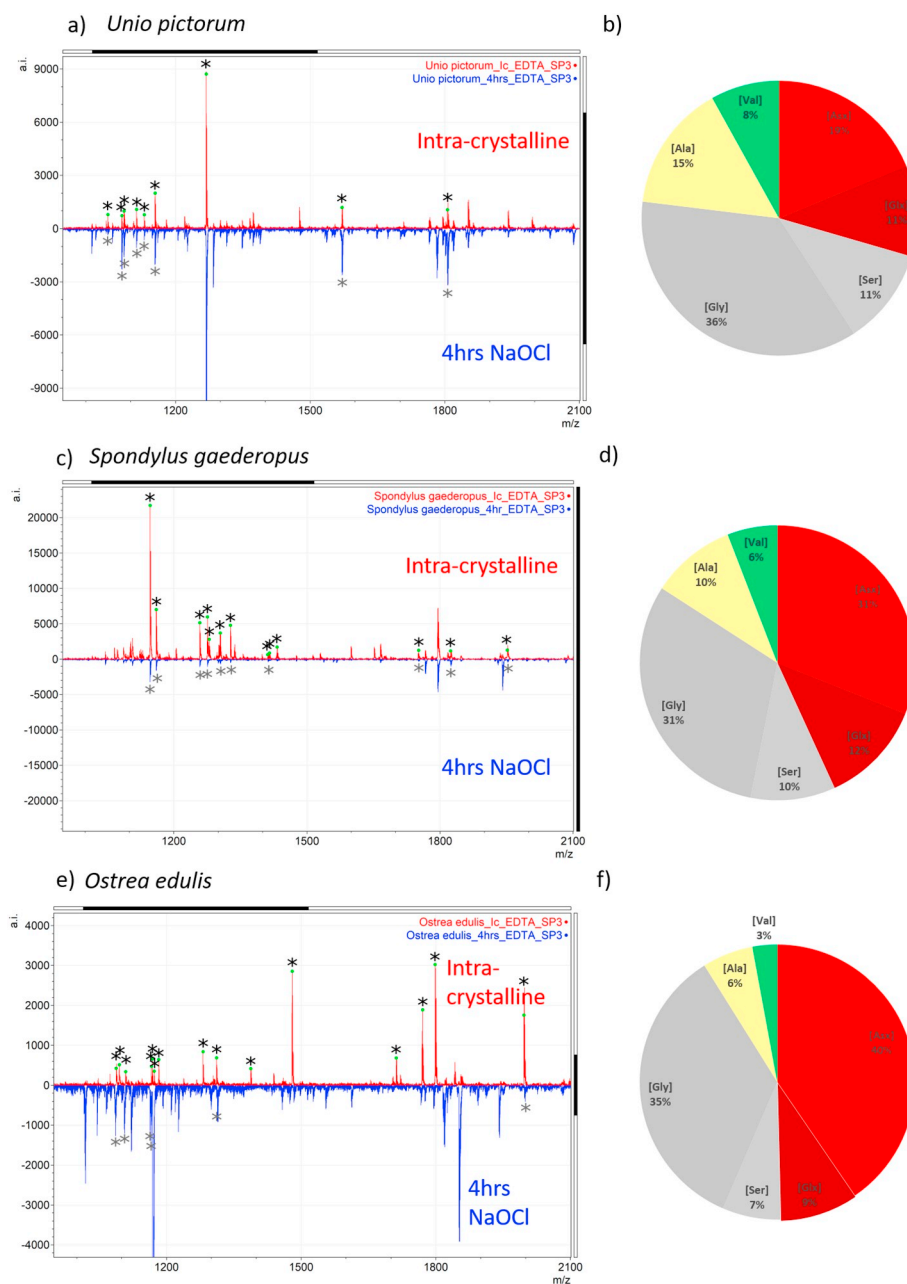 a) Unio pictorum
b)
a.i.
9000
6000
3000
0
-3000
-6000
-9000
Unio pictorum_Ic_EDTA_SP3
Unio pictorum_4hrs_EDTA_SP3
Intra-crystalline
4hrs NaOCl
1200
1500
1800
2100
m/z
[Val]
8%
[Ala]
15%
[Gly]
36%
[Ser]
11%
c) Spondylus gaederopus
d)
a.i.
20000
15000
10000
5000
0
-5000
-10000
-15000
-20000
Spondylus gaederopus_Ic_EDTA_SP3
Spondylus gaederopus_4hr_EDTA_SP3
Intra-crystalline
4hrs NaOCl
1200
1500
1800
2100
m/z
[Val]
6%
[Ala]
10%
[Gly]
31%
[Ser]
10%
[Glx]
12%
e) Ostrea edulis
f)
a.i.
4000
3000
2000
1000
0
-1000
-2000
-3000
-4000
Ostrea edulis_Ic_EDTA_SP3
Ostrea edulis_4hrs_EDTA_SP3
Intra-
crystalline
4hrs
NaOCl
1200
1500
1800
2100
m/z
[Val]
3%
[Ala]
6%
[Gly]
35%
[Ser]
7%
[Glx]